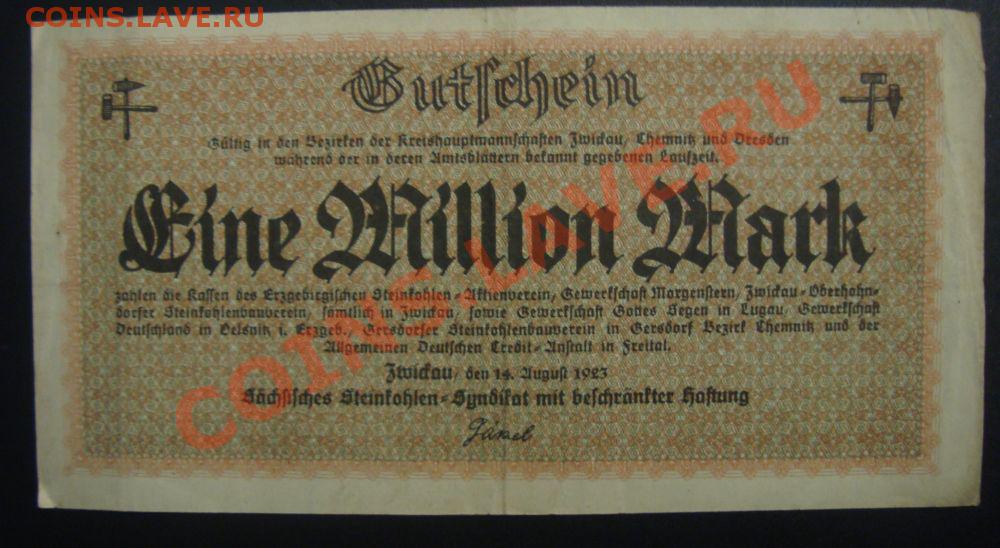 COINS.LAVE.RU
Gutschein
Gültig in den Bezirken der Kreishauptmannschaften Zwickau, Chemnitz und Dresden
während der in deren Amtsblättern bekannt gegebenen Laufzeit.
Eine Million Mark
zahlen die Kassen des Erzgebirgischen Steinkohlen-Aktienverein, Gewerkschaft Morgenstern, Zwickau-Oberhohn-
dorfer Steinkohlenbauverein, sämtlich in Zwickau, sowie Gewerkschaft Gottes Segen in Lugau, Gewerkschaft
Deutschland in Oelsnitz i. Erzgeb., Gersdorfer Steinkohlenbauverein in Gersdorf Bezirk Chemnitz und der
Allgemeinen Deutschen Credit-Anstalt in Freital.
Zwickau, den 14. August 1923
Sächsisches Steinkohlen-Syndikat mit beschränkter Haftung
COINS.LAVE.RU